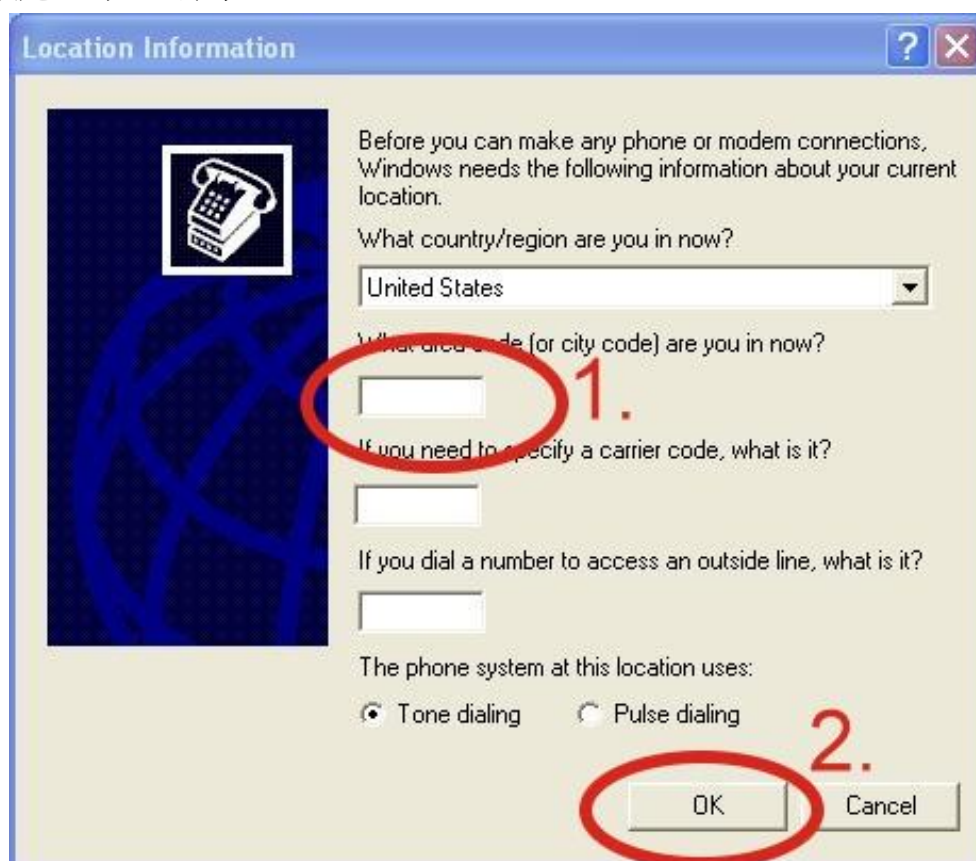 Location Information
Before you can make any phone or modem connections,
Windows needs the following information about your current
location.
What country/region are you in now?
United States
What area code (or city code) are you in now?
1.
If you need to specify a carrier code, what is it?
If you dial a number to access an outside line, what is it?
The phone system at this location uses:
Tone dialing Pulse dialing
2.
OK Cancel